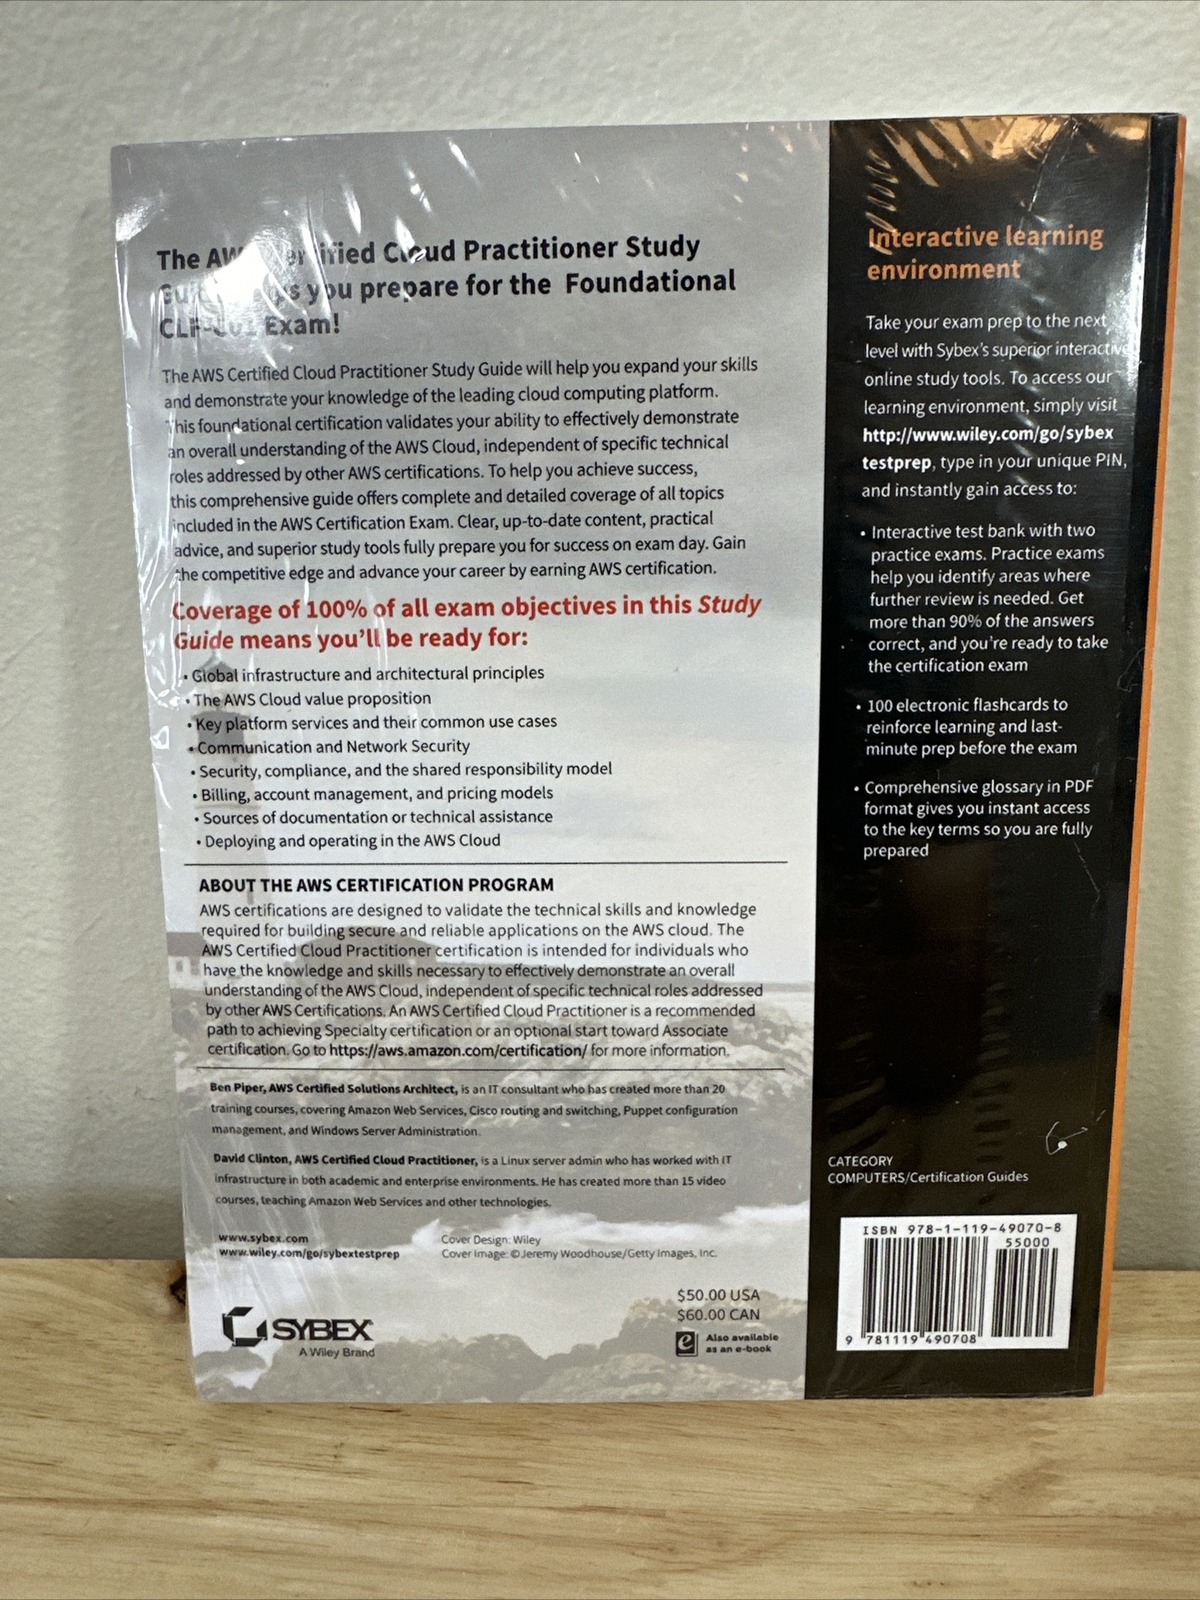 The AWS Certified Cloud Practitioner Study
Guide helps you prepare for the Foundational
CLF-C01 Exam!
The AWS Certified Cloud Practitioner Study Guide will help you expand your skills
and demonstrate your knowledge of the leading cloud computing platform.
This foundational certification validates your ability to effectively demonstrate
an overall understanding of the AWS Cloud, independent of specific technical
roles addressed by other AWS certifications. To help you achieve success,
this comprehensive guide offers complete and detailed coverage of all topics
included in the AWS Certification Exam. Clear, up-to-date content, practical
advice, and superior study tools fully prepare you for success on exam day. Gain
the competitive edge and advance your career by earning AWS certification.
Coverage of 100% of all exam objectives in this Study
Guide means you'll be ready for:
• Global infrastructure and architectural principles
• The AWS Cloud value proposition
• Key platform services and their common use cases
• Communication and Network Security
• Security, compliance, and the shared responsibility model
• Billing, account management, and pricing models
• Sources of documentation or technical assistance
• Deploying and operating in the AWS Cloud
ABOUT THE AWS CERTIFICATION PROGRAM
AWS certifications are designed to validate the technical skills and knowledge
required for building secure and reliable applications on the AWS cloud. The
AWS Certified Cloud Practitioner certification is intended for individuals who
have the knowledge and skills necessary to effectively demonstrate an overall
understanding of the AWS Cloud, independent of specific technical roles addressed
by other AWS Certifications. An AWS Certified Cloud Practitioner is a recommended
path to achieving Specialty certification or an optional start toward Associate
certification. Go to https://aws.amazon.com/certification/ for more information.
Ben Piper, AWS Certified Solutions Architect, is an IT consultant who has created more than 20
training courses, covering Amazon Web Services, Cisco routing and switching, Puppet configuration
management, and Windows Server Administration.
David Clinton, AWS Certified Cloud Practitioner, is a Linux server admin who has worked with IT
infrastructure in both academic and enterprise environments. He has created more than 15 video
courses, teaching Amazon Web Services and other technologies.
www.sybex.com
www.wiley.com/go/sybextestprep
Cover Design: Wiley
Cover Image: © Jeremy Woodhouse/Getty Images, Inc.
SYBEX
A Wiley Brand
$50.00 USA
$60.00 CAN
Also available
as an e-book
Interactive learning
environment
Take your exam prep to the next
level with Sybex's superior interactive
online study tools. To access our
learning environment, simply visit
http://www.wiley.com/go/sybex
testprep, type in your unique PIN,
and instantly gain access to:
• Interactive test bank with two
practice exams. Practice exams
help you identify areas where
further review is needed. Get
more than 90% of the answers
correct, and you're ready to take
the certification exam
• 100 electronic flashcards to
reinforce learning and last-
minute prep before the exam
• Comprehensive glossary in PDF
format gives you instant access
to the key terms so you are fully
prepared
CATEGORY
COMPUTERS/Certification Guides
ISBN 978-1-119-49070-8
55000
9 781119 490708